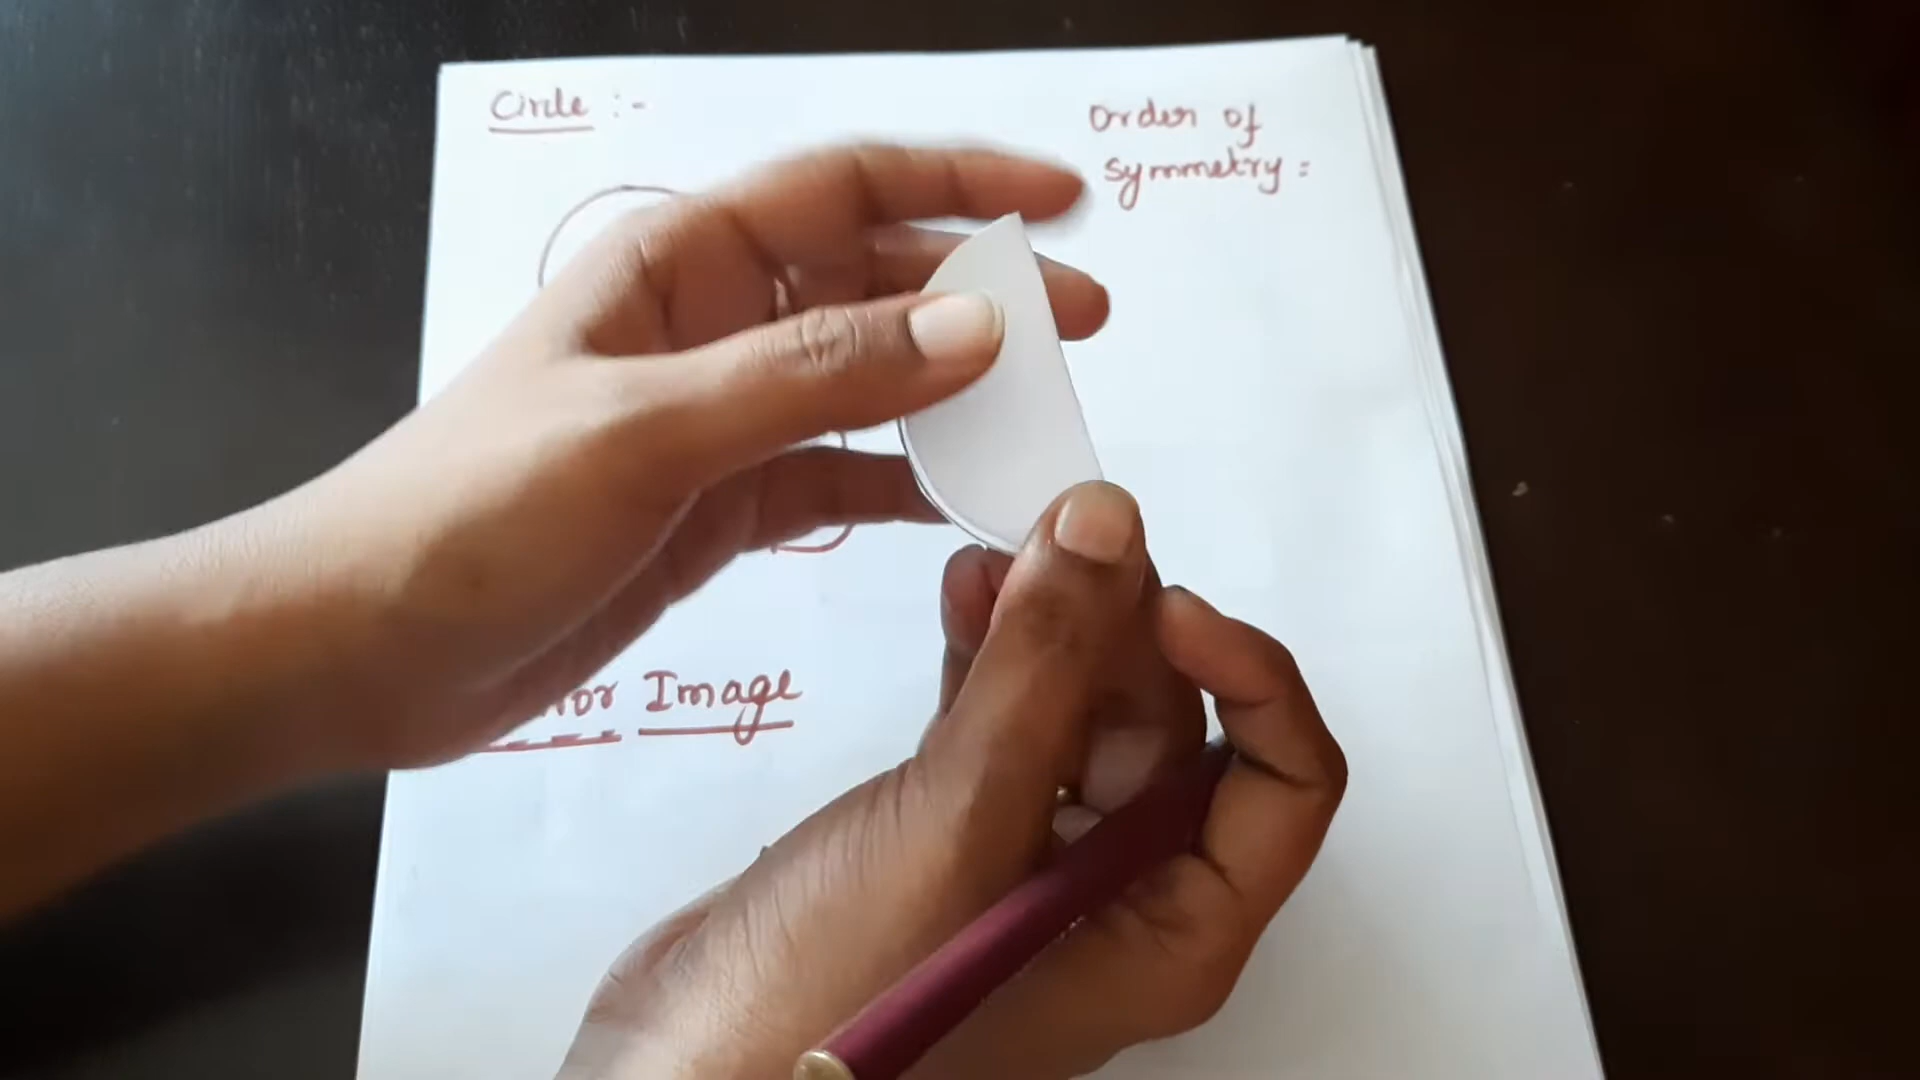 Circle :-
Order of
Symmetry =
Image